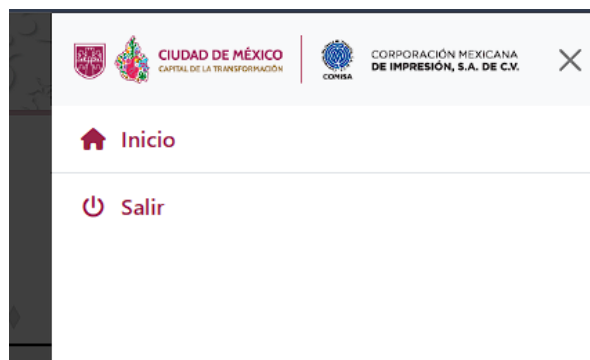 CIUDAD DE MÉXICO
CAPITAL DE LA TRANSFORMACIÓN
COMISA
CORPORACIÓN MEXICANA
DE IMPRESIÓN, S.A. DE C.V.
Inicio
Salir